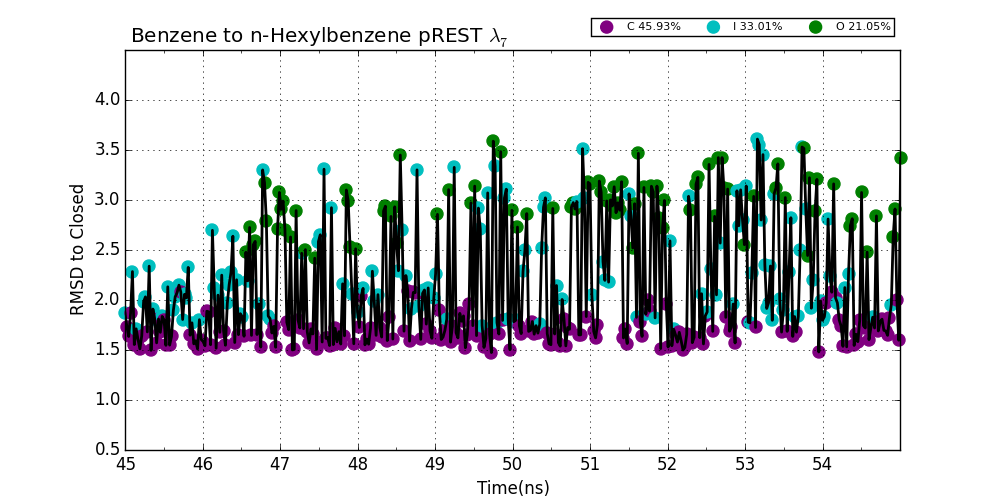 Benzene to n-Hexylbenzene pREST λ₇
C 45.93% I 33.01% O 21.05%
RMSD to Closed
4.0
3.5
3.0
2.5
2.0
1.5
1.0
0.5
45 46 47 48 49 50 51 52 53 54
Time(ns)